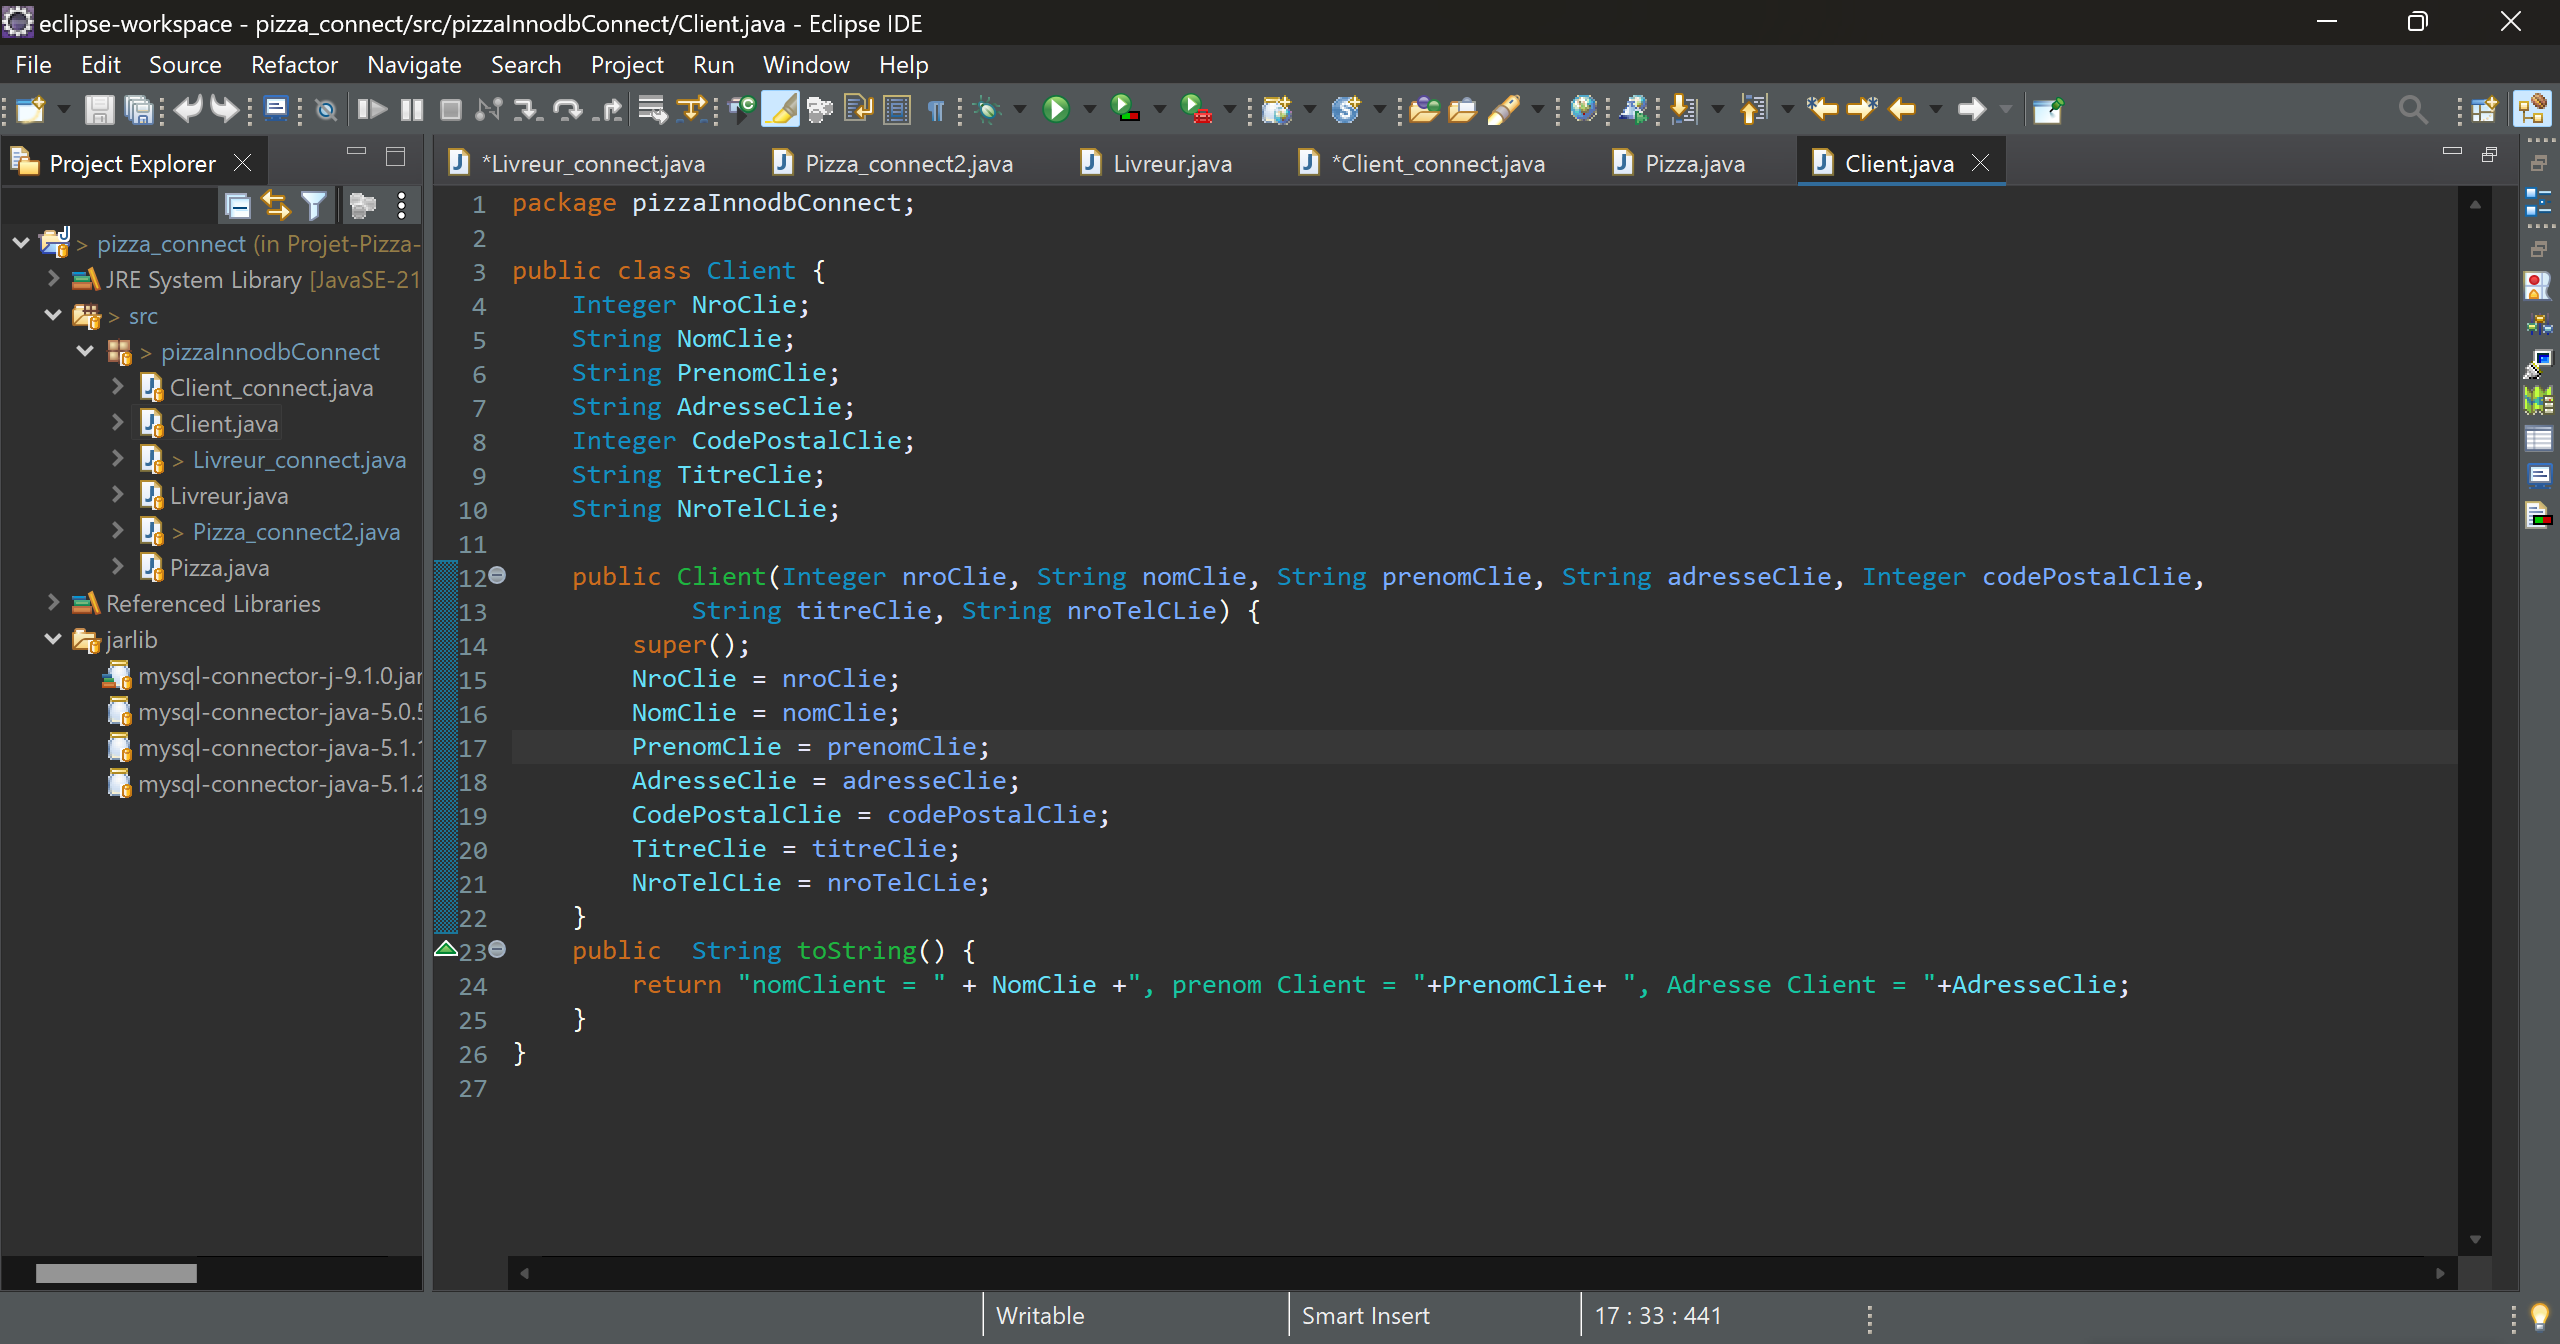 eclipse-workspace - pizza_connect/src/pizzaInnodbConnect/Client.java - Eclipse IDE
File Edit Source Refactor Navigate Search Project Run Window Help
Project Explorer
*Livreur_connect.java Pizza_connect2.java Livreur.java *Client_connect.java Pizza.java Client.java
> pizza_connect (in Projet-Pizza-
JRE System Library [JavaSE-21
> src
> pizzaInnodbConnect
Client_connect.java
Client.java
> Livreur_connect.java
Livreur.java
> Pizza_connect2.java
Pizza.java
Referenced Libraries
jarlib
mysql-connector-j-9.1.0.jar
mysql-connector-java-5.0.5
mysql-connector-java-5.1.
mysql-connector-java-5.1.2
1 package pizzaInnodbConnect;
2
3 public class Client {
4     Integer NroClie;
5     String NomClie;
6     String PrenomClie;
7     String AdresseClie;
8     Integer CodePostalClie;
9     String TitreClie;
10     String NroTelCLie;
11
12     public Client(Integer nroClie, String nomClie, String prenomClie, String adresseClie, Integer codePostalClie,
13             String titreClie, String nroTelCLie) {
14         super();
15         NroClie = nroClie;
16         NomClie = nomClie;
17         PrenomClie = prenomClie;
18         AdresseClie = adresseClie;
19         CodePostalClie = codePostalClie;
20         TitreClie = titreClie;
21         NroTelCLie = nroTelCLie;
22     }
23     public  String toString() {
24         return "nomClient = " + NomClie +", prenom Client = "+PrenomClie+ ", Adresse Client = "+AdresseClie;
25     }
26 }
27
Writable Smart Insert 17 : 33 : 441